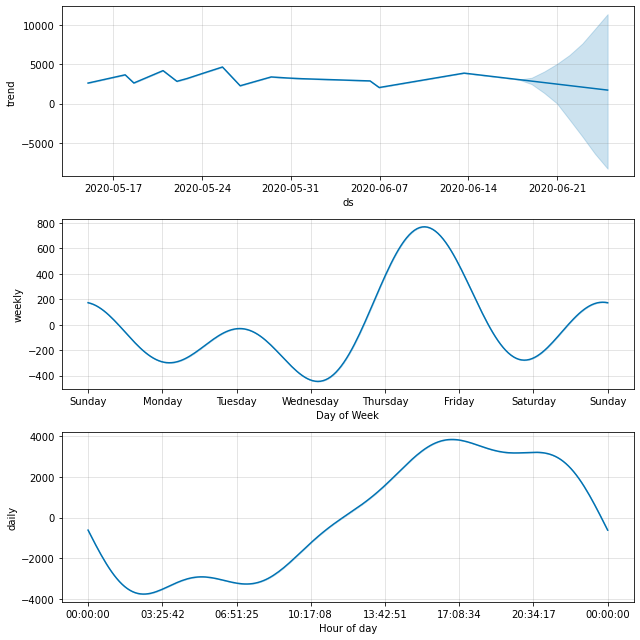 10000
5000
0
−5000
trend
2020-05-17 2020-05-24 2020-05-31 2020-06-07 2020-06-14 2020-06-21
ds
800
600
400
200
0
−200
−400
weekly
Sunday Monday Tuesday Wednesday Thursday Friday Saturday Sunday
Day of Week
4000
2000
0
−2000
−4000
daily
00:00:00 03:25:42 06:51:25 10:17:08 13:42:51 17:08:34 20:34:17 00:00:00
Hour of day